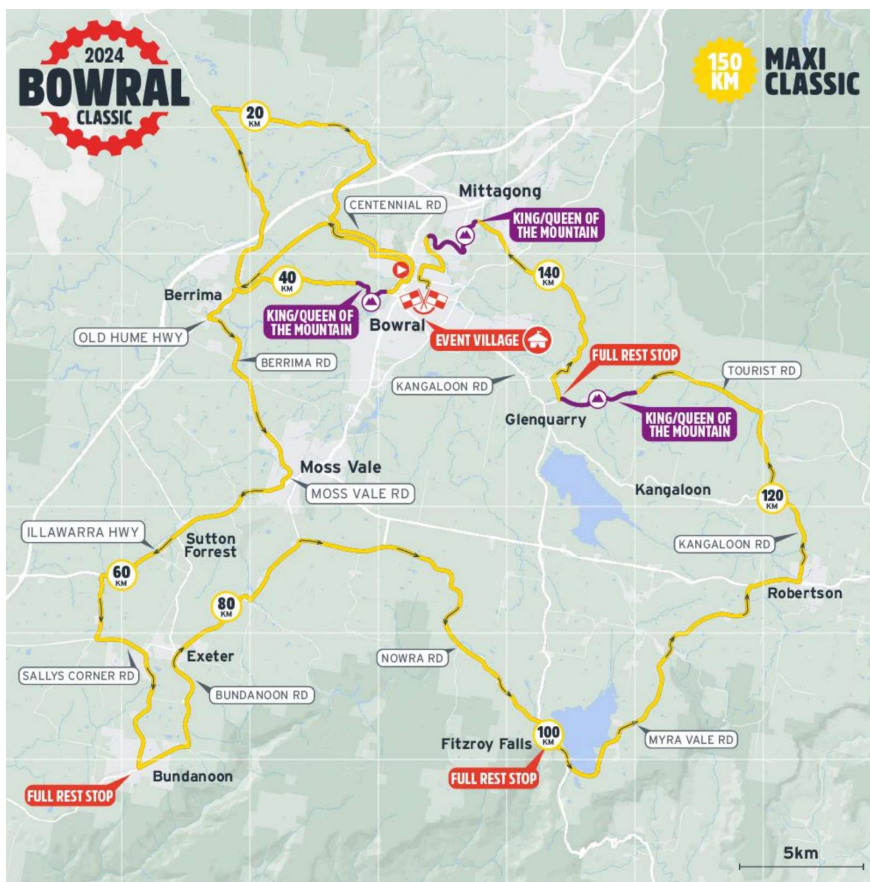 2024
BOWRAL
CLASSIC
150
KM
MAXI
CLASSIC
20
KM
Mittagong
CENTENNIAL RD
KING/QUEEN OF
THE MOUNTAIN
40
KM
140
KM
Berrima
KING/QUEEN OF
THE MOUNTAIN
Bowral
OLD HUME HWY
EVENT VILLAGE
BERRIMA RD
FULL REST STOP
KANGALOON RD
TOURIST RD
Glenquarry
KING/QUEEN OF
THE MOUNTAIN
Moss Vale
MOSS VALE RD
Kangaloon
120
KM
ILLAWARRA HWY
Sutton
Forrest
KANGALOON RD
60
KM
Robertson
80
KM
Exeter
NOWRA RD
SALLYS CORNER RD
BUNDANOON RD
Fitzroy Falls
100
KM
MYRA VALE RD
Bundanoon
FULL REST STOP
FULL REST STOP
5km